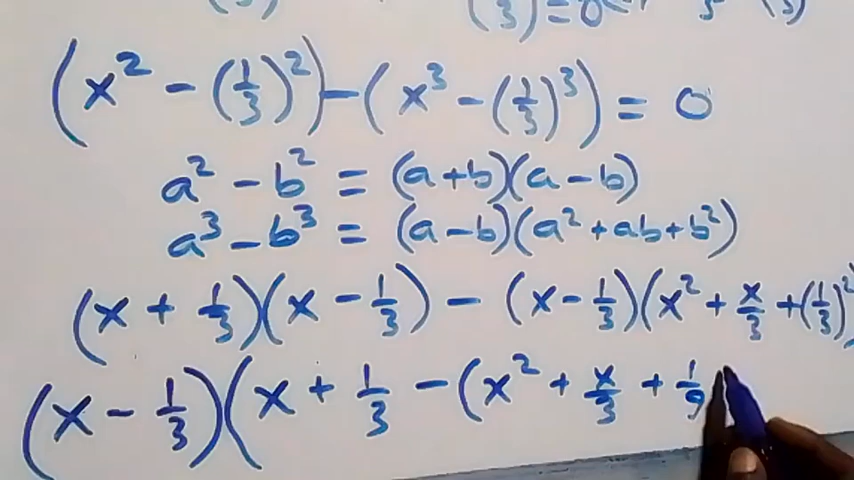 (x² - (1/3)²) - (x³ - (1/3)³) = 0
a² - b² = (a + b)(a - b)
a³ - b³ = (a - b)(a² + ab + b²)
(x + 1/3)(x - 1/3) - (x - 1/3)(x² + x/3 + (1/3)²)
(x - 1/3)(x + 1/3 - (x² + x/3 + 1/9